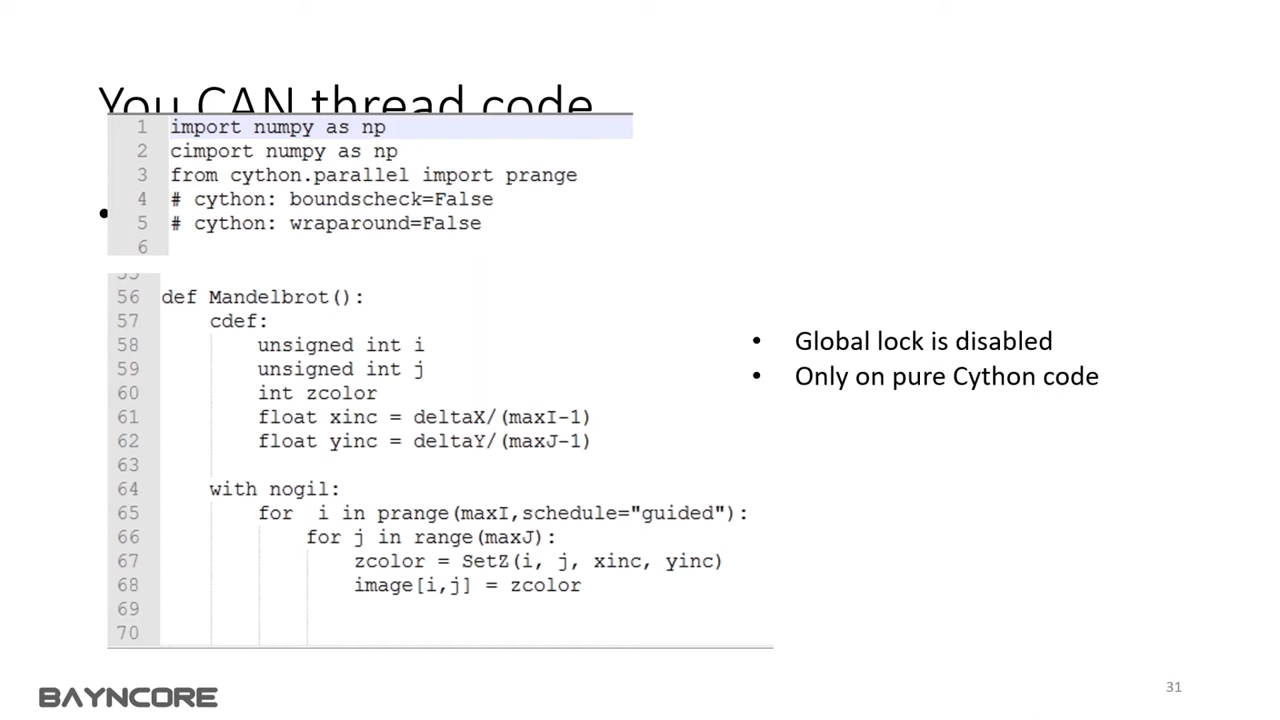 You CAN thread code
1 import numpy as np
2 cimport numpy as np
3 from cython.parallel import prange
4 # cython: boundscheck=False
5 # cython: wraparound=False
6
55
56 def Mandelbrot():
57 cdef:
58 unsigned int i
59 unsigned int j
60 int zcolor
61 float xinc = deltaX/(maxI-1)
62 float yinc = deltaY/(maxJ-1)
63
64 with nogil:
65 for i in prange(maxI,schedule="guided"):
66 for j in range(maxJ):
67 zcolor = SetZ(i, j, xinc, yinc)
68 image[i,j] = zcolor
69
70
• Global lock is disabled
• Only on pure Cython code
BAYNCORE
31